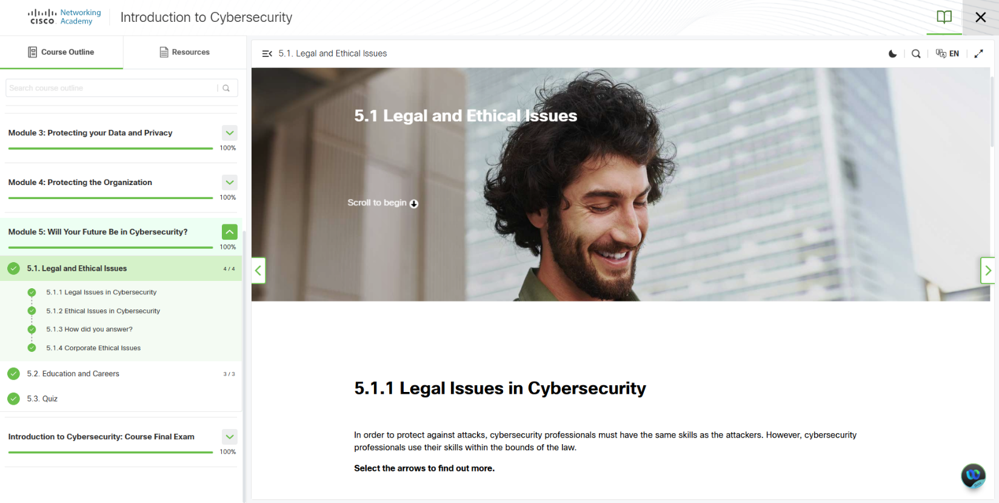 CISCO
Networking
Academy
Introduction to Cybersecurity
Course Outline
Resources
Search course outline
Module 3: Protecting your Data and Privacy
100%
Module 4: Protecting the Organization
100%
Module 5: Will Your Future Be in Cybersecurity?
100%
5.1. Legal and Ethical Issues
4 / 4
5.1.1 Legal Issues in Cybersecurity
5.1.2 Ethical Issues in Cybersecurity
5.1.3 How did you answer?
5.1.4 Corporate Ethical Issues
5.2. Education and Careers
3 / 3
5.3. Quiz
Introduction to Cybersecurity: Course Final Exam
100%
5.1. Legal and Ethical Issues
EN
5.1 Legal and Ethical Issues
Scroll to begin
5.1.1 Legal Issues in Cybersecurity
In order to protect against attacks, cybersecurity professionals must have the same skills as the attackers. However, cybersecurity
professionals use their skills within the bounds of the law.
Select the arrows to find out more.